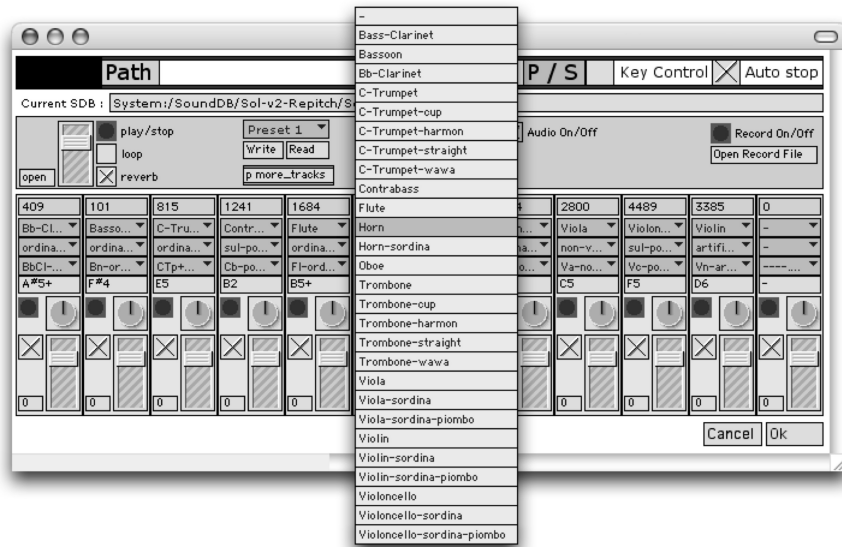 -
Bass-Clarinet
Bassoon
Bb-Clarinet
C-Trumpet
C-Trumpet-cup
C-Trumpet-harmon
C-Trumpet-straight
C-Trumpet-wawa
Contrabass
Flute
Horn
Horn-sordina
Oboe
Trombone
Trombone-cup
Trombone-harmon
Trombone-straight
Trombone-wawa
Viola
Viola-sordina
Viola-sordina-piombo
Violin
Violin-sordina
Violin-sordina-piombo
Violoncello
Violoncello-sordina
Violoncello-sordina-piombo
Path P / S Key Control Auto stop
Current SDB : System:/SoundDB/Sol-v2-Repitch/So
play/stop Preset 1 Audio On/Off Record On/Off
loop Write Read Open Record File
open reverb p more_tracks
409 101 815 1241 1684 2800 4489 3385 0
Bb-Cl... Basso... C-Tru... Contr... Flute Viola Violon... Violin -
ordina... ordina... ordina... sul-po... ordina... non-v... sul-po... artifi... -
BbCl-... Bn-or... CTp+... Cb-po... Fl-ord... Va-no... Vc-po... Vn-ar... ----....
A#5+ F#4 E5 B2 B5+ C5 F5 D6 -
0 0 0 0 0 0 0 0 0
Cancel Ok